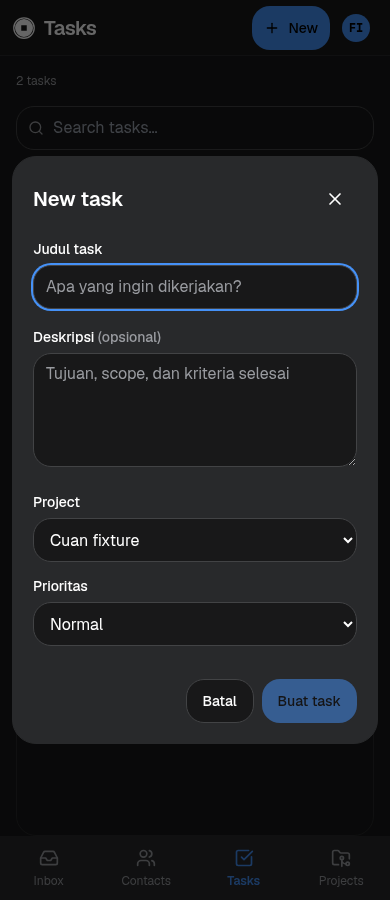 Tasks
New
FI
2 tasks
Search tasks...
New task
Judul task
Apa yang ingin dikerjakan?
Deskripsi (opsional)
Tujuan, scope, dan kriteria selesai
Project
Cuan fixture
Prioritas
Normal
Batal
Buat task
Inbox
Contacts
Tasks
Projects